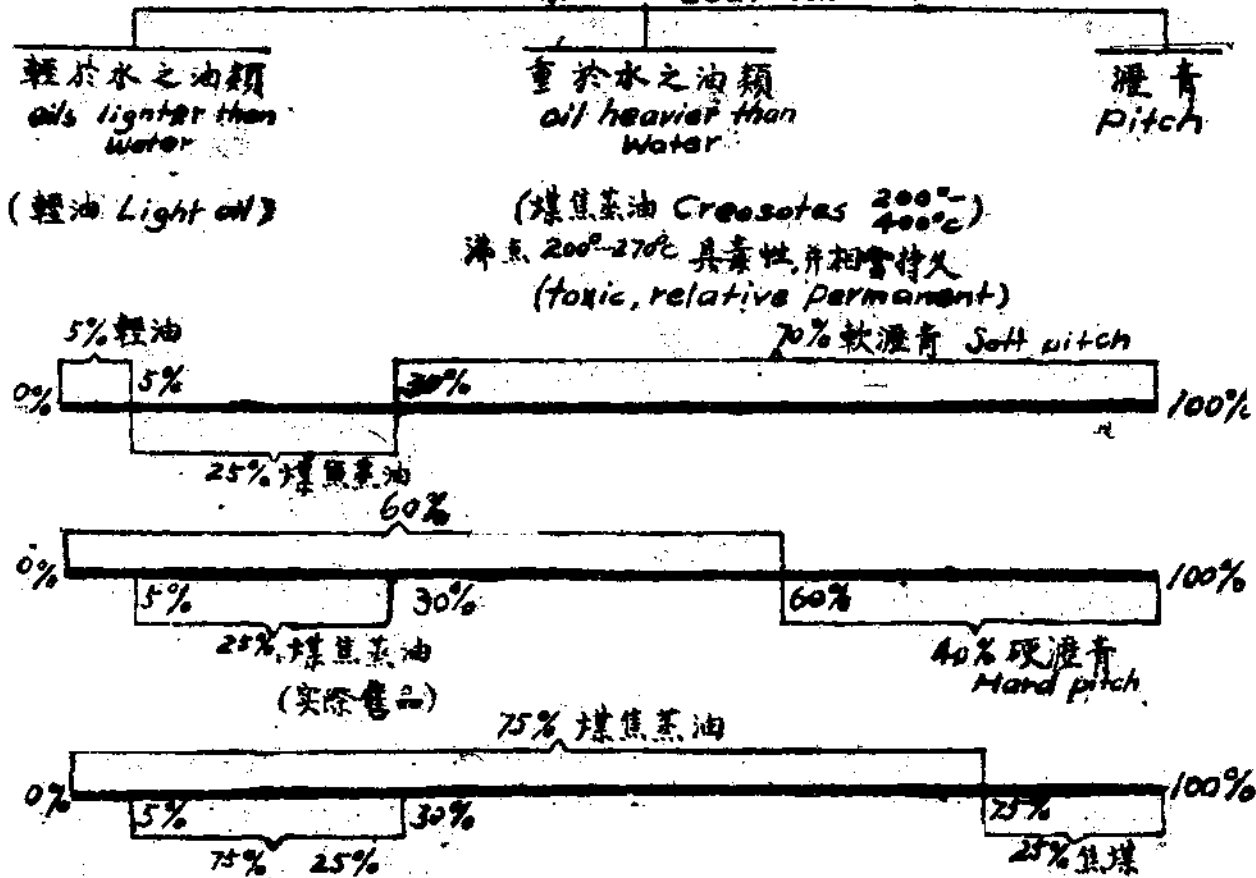 輕於水之油類
oils lignter than
Water
重於水之油類
oil heavier than
Water
瀝青
Pitch
(輕油 Light oil)
(煤焦蒸油 Creosotes 200°-400°c)
沸点 200°-270°c 具毒性,并相當持久
(toxic, relative Permanent)
5%輕油
70% 軟瀝青 Soft pitch
0% 5% 30% 100%
25% 煤焦蒸油
60%
0% 5% 30% 60% 100%
25% 煤焦蒸油
(实際售品)
40% 硬瀝青
Hard pitch
75% 煤焦蒸油
0% 5% 30% 75% 100%
75% 25%
25% 焦煤